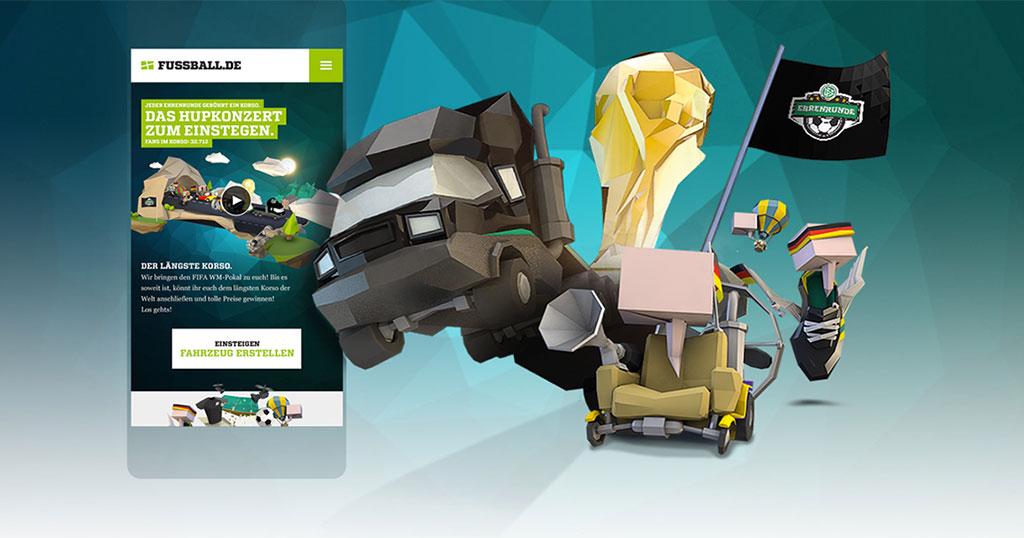 FUSSBALL.DE
JEDER EHRENRUNDE GEBÜHRT EIN KORSO.
DAS HUPKONZERT
ZUM EINSTEGEN.
FANS IM KORSO: 32.712
DER LÄNGSTE KORSO.
Wir bringen den FIFA WM-Pokal zu euch! Bis es
soweit ist, könnt ihr euch dem längsten Korso der
Welt anschließen und tolle Preise gewinnen!
Los gehts!
EINSTEIGEN
FAHRZEUG ERSTELLEN
EHRENRUNDE